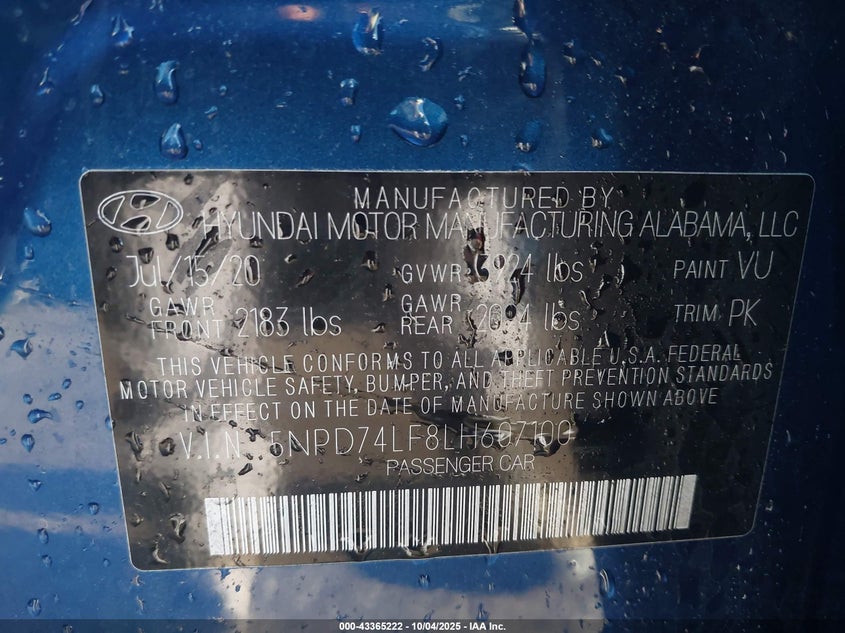 MANUFACTURED BY
HYUNDAI MOTOR MANUFACTURING ALABAMA, LLC
Jul/15/20 GVWR 3924 lbs PAINT VU
GAWR FRONT 2183 lbs GAWR REAR lbs TRIM PK
THIS VEHICLE CONFORMS TO ALL APPLICABLE U.S.A. FEDERAL
MOTOR VEHICLE SAFETY, BUMPER, AND THEFT PREVENTION STANDARDS
IN EFFECT ON THE DATE OF MANUFACTURE SHOWN ABOVE
V.I.N: 5NPD74LF8LH607100
PASSENGER CAR
000-43365222 - 10/04/2025 - IAA Inc.